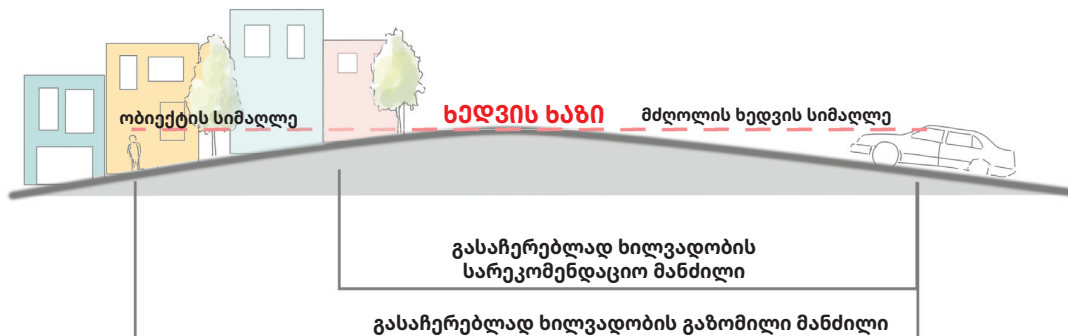 ობიექტის სიმაღლე
ხედვის ხაზი
მძღოლის ხედვის სიმაღლე
გასაჩერებლად ხილვადობის
სარეკომენდაციო მანძილი
გასაჩერებლად ხილვადობის გაზომილი მანძილი